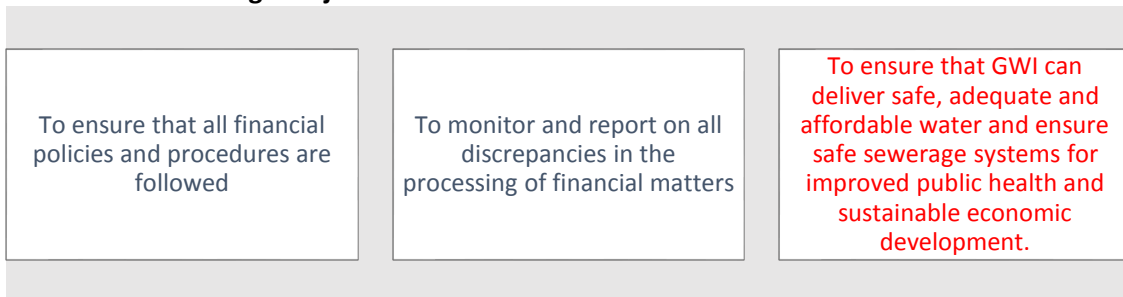 To ensure that all financial
policies and procedures are
followed
To monitor and report on all
discrepancies in the
processing of financial matters
To ensure that GWI can
deliver safe, adequate and
affordable water and ensure
safe sewerage systems for
improved public health and
sustainable economic
development.